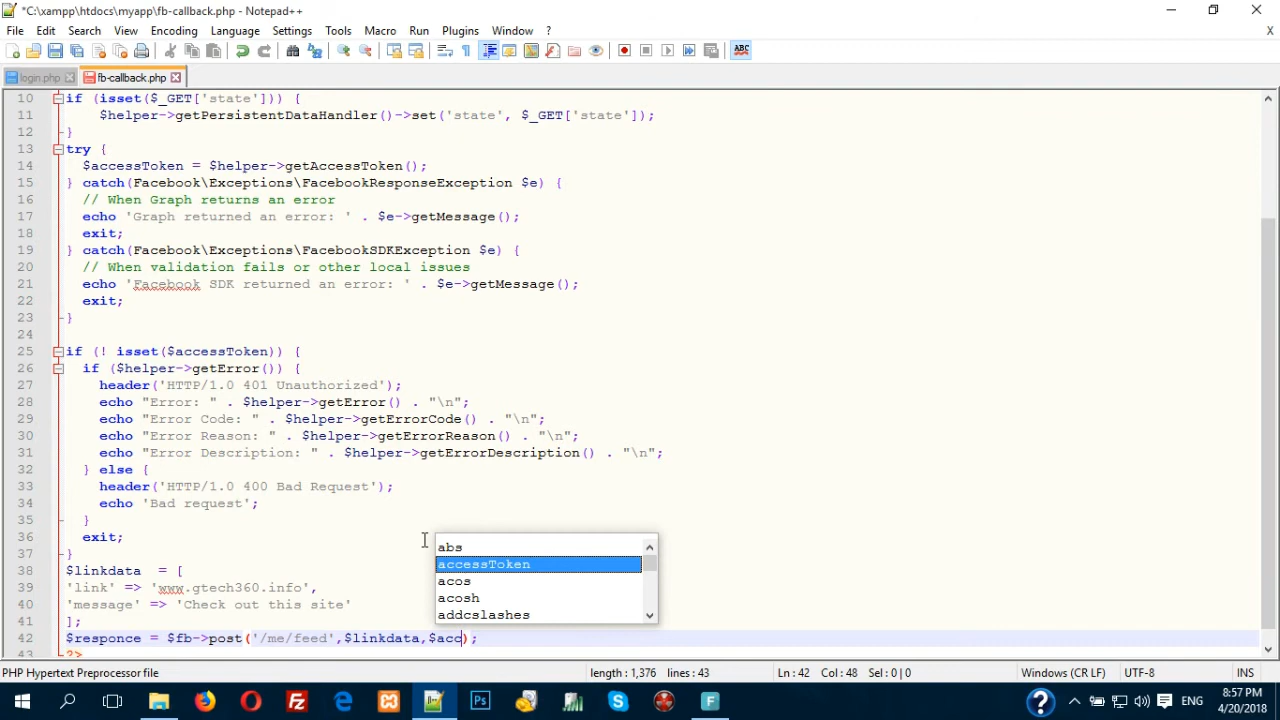 *C:\xampp\htdocs\myapp\fb-callback.php - Notepad++
File Edit Search View Encoding Language Settings Tools Macro Run Plugins Window ? X
ABC
login.php fb-callback.php
10 if (isset($_GET['state'])) {
11 $helper->getPersistentDataHandler()->set('state', $_GET['state']);
12 }
13 try {
14 $accessToken = $helper->getAccessToken();
15 } catch(Facebook\Exceptions\FacebookResponseException $e) {
16 // When Graph returns an error
17 echo 'Graph returned an error: ' . $e->getMessage();
18 exit;
19 } catch(Facebook\Exceptions\FacebookSDKException $e) {
20 // When validation fails or other local issues
21 echo 'Facebook SDK returned an error: ' . $e->getMessage();
22 exit;
23 }
24
25 if (! isset($accessToken)) {
26 if ($helper->getError()) {
27 header('HTTP/1.0 401 Unauthorized');
28 echo "Error: " . $helper->getError() . "\n";
29 echo "Error Code: " . $helper->getErrorCode() . "\n";
30 echo "Error Reason: " . $helper->getErrorReason() . "\n";
31 echo "Error Description: " . $helper->getErrorDescription() . "\n";
32 } else {
33 header('HTTP/1.0 400 Bad Request');
34 echo 'Bad request';
35 }
36 exit;
37 }
38 $linkdata = [
39 'link' => 'www.gtech360.info',
40 'message' => 'Check out this site'
41 ];
42 $responce = $fb->post('/me/feed',$linkdata,$acc);
43 ?>
abs
accessToken
acos
acosh
addcslashes
PHP Hypertext Preprocessor file length : 1,376 lines : 43 Ln : 42 Col : 48 Sel : 0 | 0 Windows (CR LF) UTF-8 INS
ENG 8:57 PM
4/20/2018